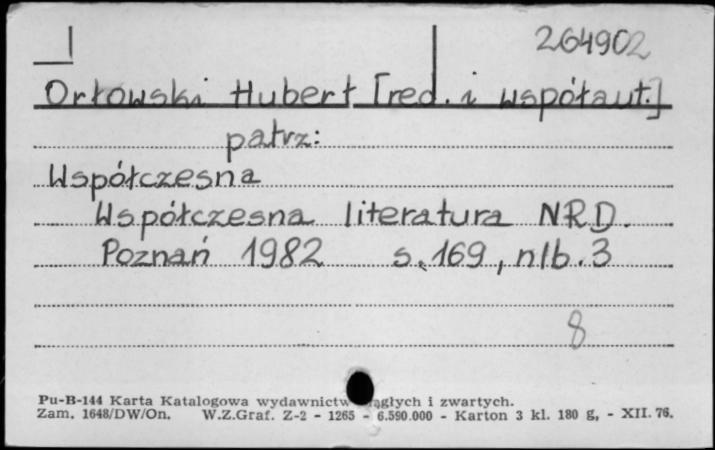 264902
Orłowski Hubert [red. i współaut.]
patrz:
Współczesna
Współczesna literatura NRD.
Poznań 1982 s. 169, nlb. 3
8
Pu-B-144 Karta Katalogowa wydawnictw ągłych i zwartych.
Zam. 1648/DW/On. W.Z.Graf. Z-2 - 1265 - 6.590.000 - Karton 3 kl. 180 g, - XII. 76.